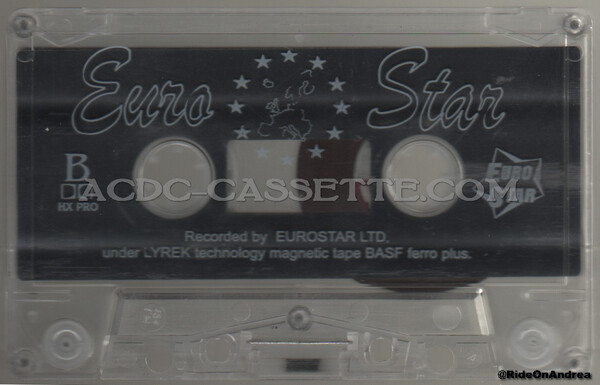 Euro Star
B
HX PRO
ACDC-CASSETTE.COM
EURO
STAR
Recorded by EUROSTAR LTD.
under LYREK technology magnetic tape BASF ferro plus.
@RideOnAndrea